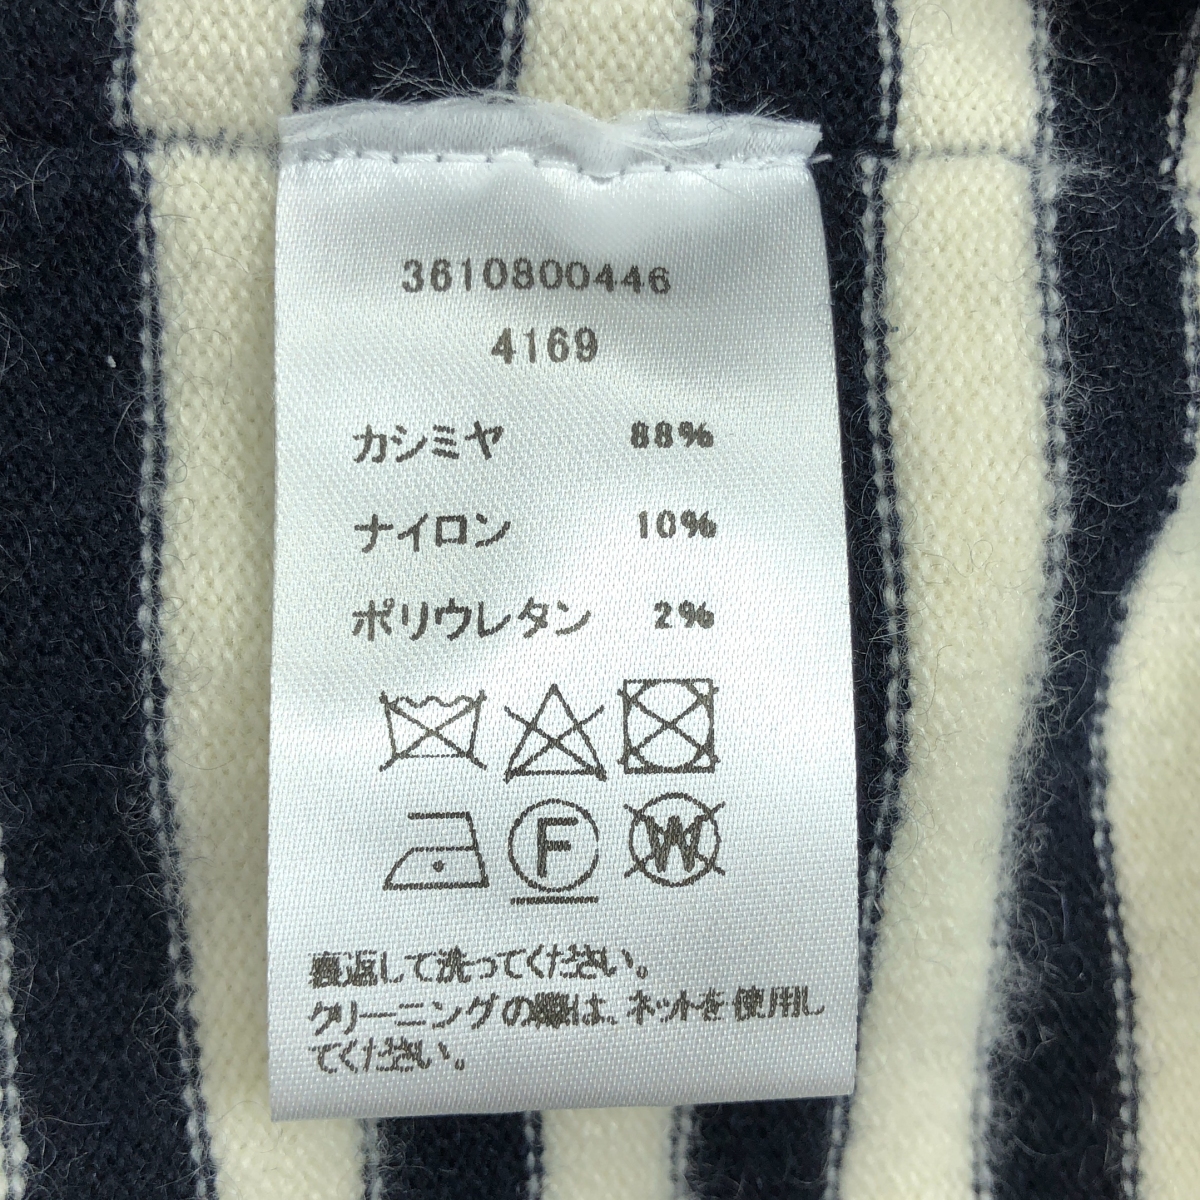 3610800446
4169
カシミヤ 88%
ナイロン 10%
ポリウレタン 2%
F
W
裏返して洗ってください。
クリーニングの際は、ネットを使用し
てください。